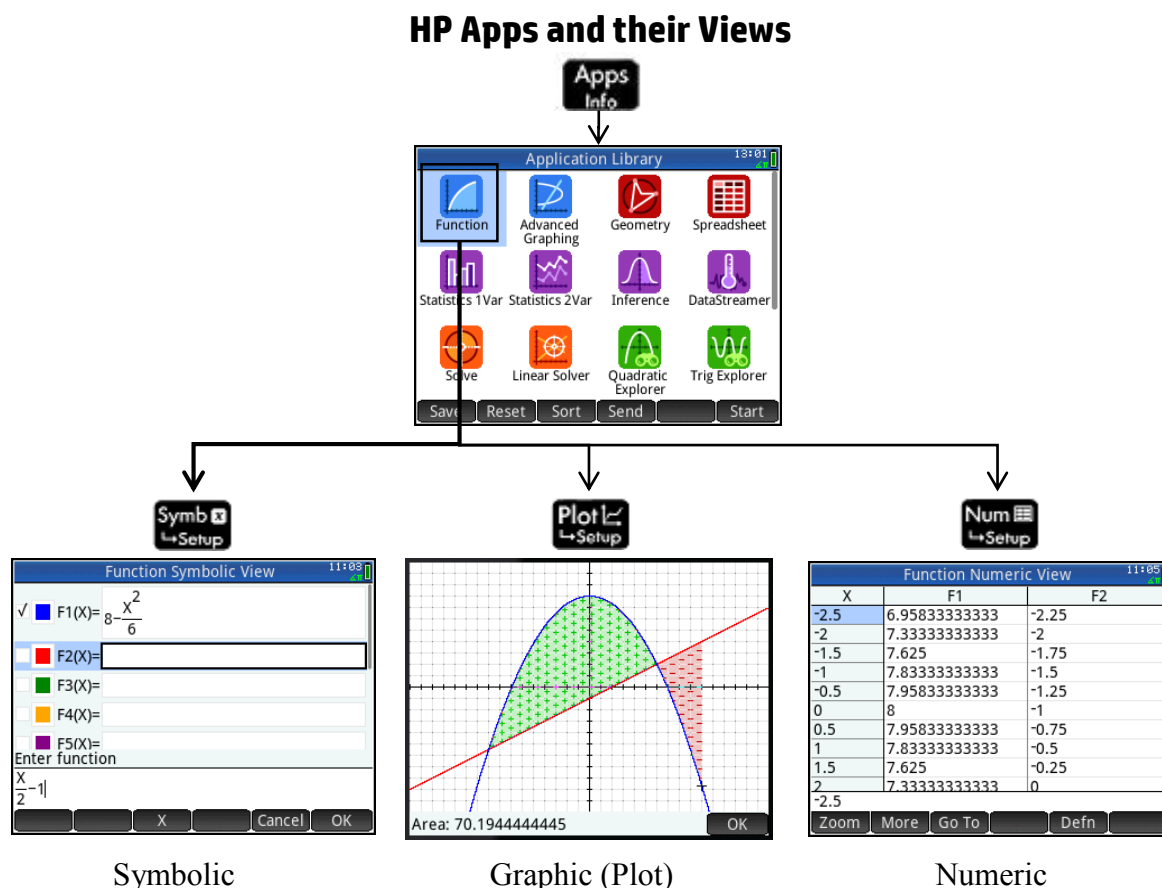 HP Apps and their Views
Apps
Info
Application Library 13:01
∡π
Function Advanced Graphing Geometry Spreadsheet
Statistics 1Var Statistics 2Var Inference DataStreamer
Solve Linear Solver Quadratic Explorer Trig Explorer
Save Reset Sort Send Start
Symb x
↳Setup
Function Symbolic View 11:03
∡π
√ F1(X)= 8-X²/6
F2(X)=
F3(X)=
F4(X)=
F5(X)=
Enter function
X/2-1
X Cancel OK
Symbolic
Plot
↳Setup
Area: 70.1944444445 OK
Graphic (Plot)
Num
↳Setup
Function Numeric View 11:05
∡π
X F1 F2
-2.5 6.95833333333 -2.25
-2 7.33333333333 -2
-1.5 7.625 -1.75
-1 7.83333333333 -1.5
-0.5 7.95833333333 -1.25
0 8 -1
0.5 7.95833333333 -0.75
1 7.83333333333 -0.5
1.5 7.625 -0.25
2 7.33333333333 0
-2.5
Zoom More Go To Defn
Numeric